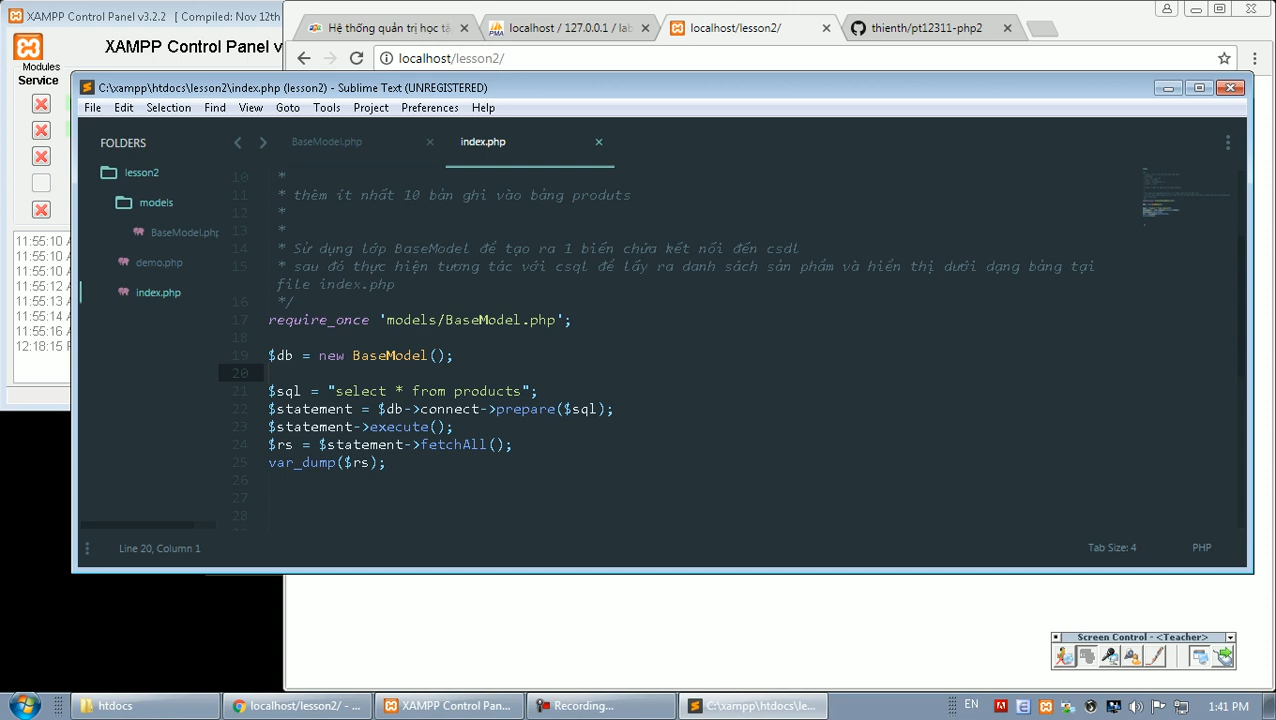 XAMPP Control Panel v3.2.2   [ Compiled: Nov 12th
XAMPP Control Panel v
Modules
Service
11:55:10 A
11:55:10 A
11:55:10 A
11:55:12 A
11:55:13 A
11:55:14 A
11:55:16 A
12:18:15 P
Hệ thống quản trị học tậ
localhost / 127.0.0.1 / lab
localhost/lesson2/
thienth/pt12311-php2
localhost/lesson2/
C:\xampp\htdocs\lesson2\index.php (lesson2) - Sublime Text (UNREGISTERED)
File Edit Selection Find View Goto Tools Project Preferences Help
FOLDERS
lesson2
models
BaseModel.php
demo.php
index.php
BaseModel.php
index.php
10 *
11 * thêm ít nhất 10 bản ghi vào bảng produts
12 *
13 *
14 * Sử dụng lớp BaseModel để tạo ra 1 biến chứa kết nối đến csdl
15 * sau đó thực hiện tương tác với csql để lấy ra danh sách sản phẩm và hiển thị dưới dạng bảng tại
file index.php
16 */
17 require_once 'models/BaseModel.php';
18
19 $db = new BaseModel();
20
21 $sql = "select * from products";
22 $statement = $db->connect->prepare($sql);
23 $statement->execute();
24 $rs = $statement->fetchAll();
25 var_dump($rs);
26
27
28
Line 20, Column 1
Tab Size: 4
PHP
Screen Control - <Teacher>
htdocs
localhost/lesson2/ - ...
XAMPP Control Pan...
Recording...
C:\xampp\htdocs\le...
EN
1:41 PM